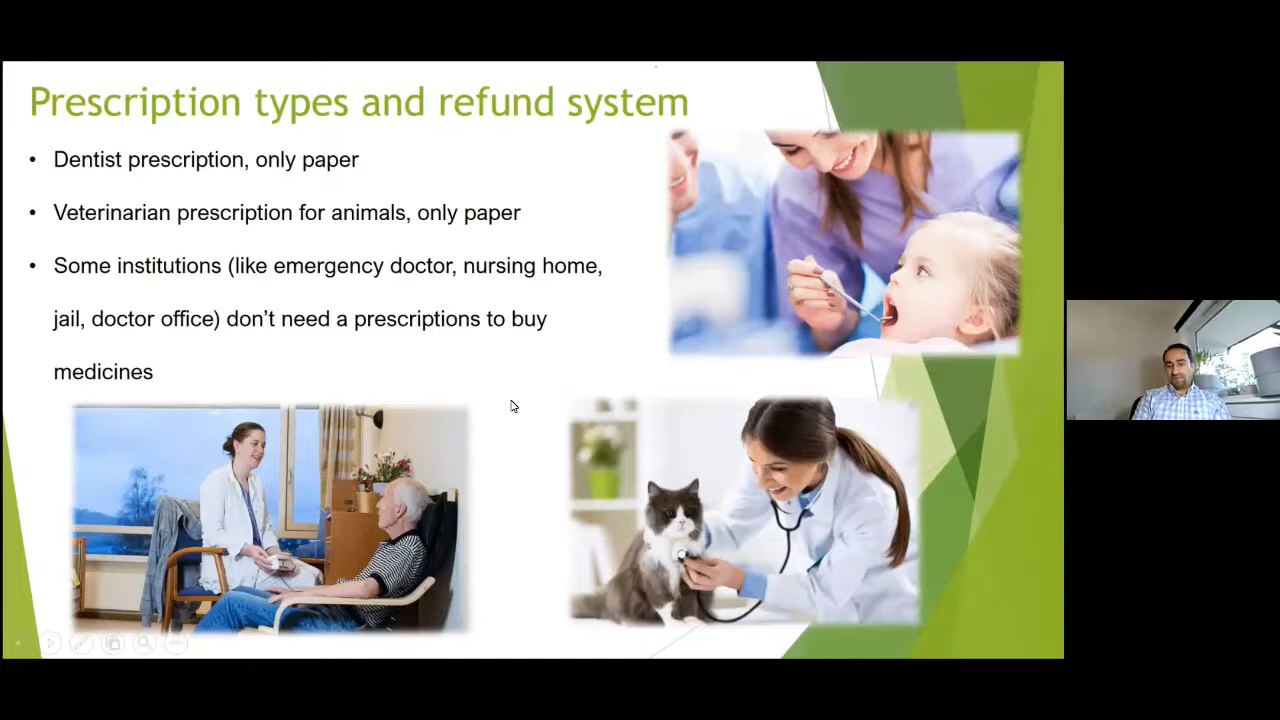 Prescription types and refund system
• Dentist prescription, only paper
• Veterinarian prescription for animals, only paper
• Some institutions (like emergency doctor, nursing home,
jail, doctor office) don’t need a prescriptions to buy
medicines